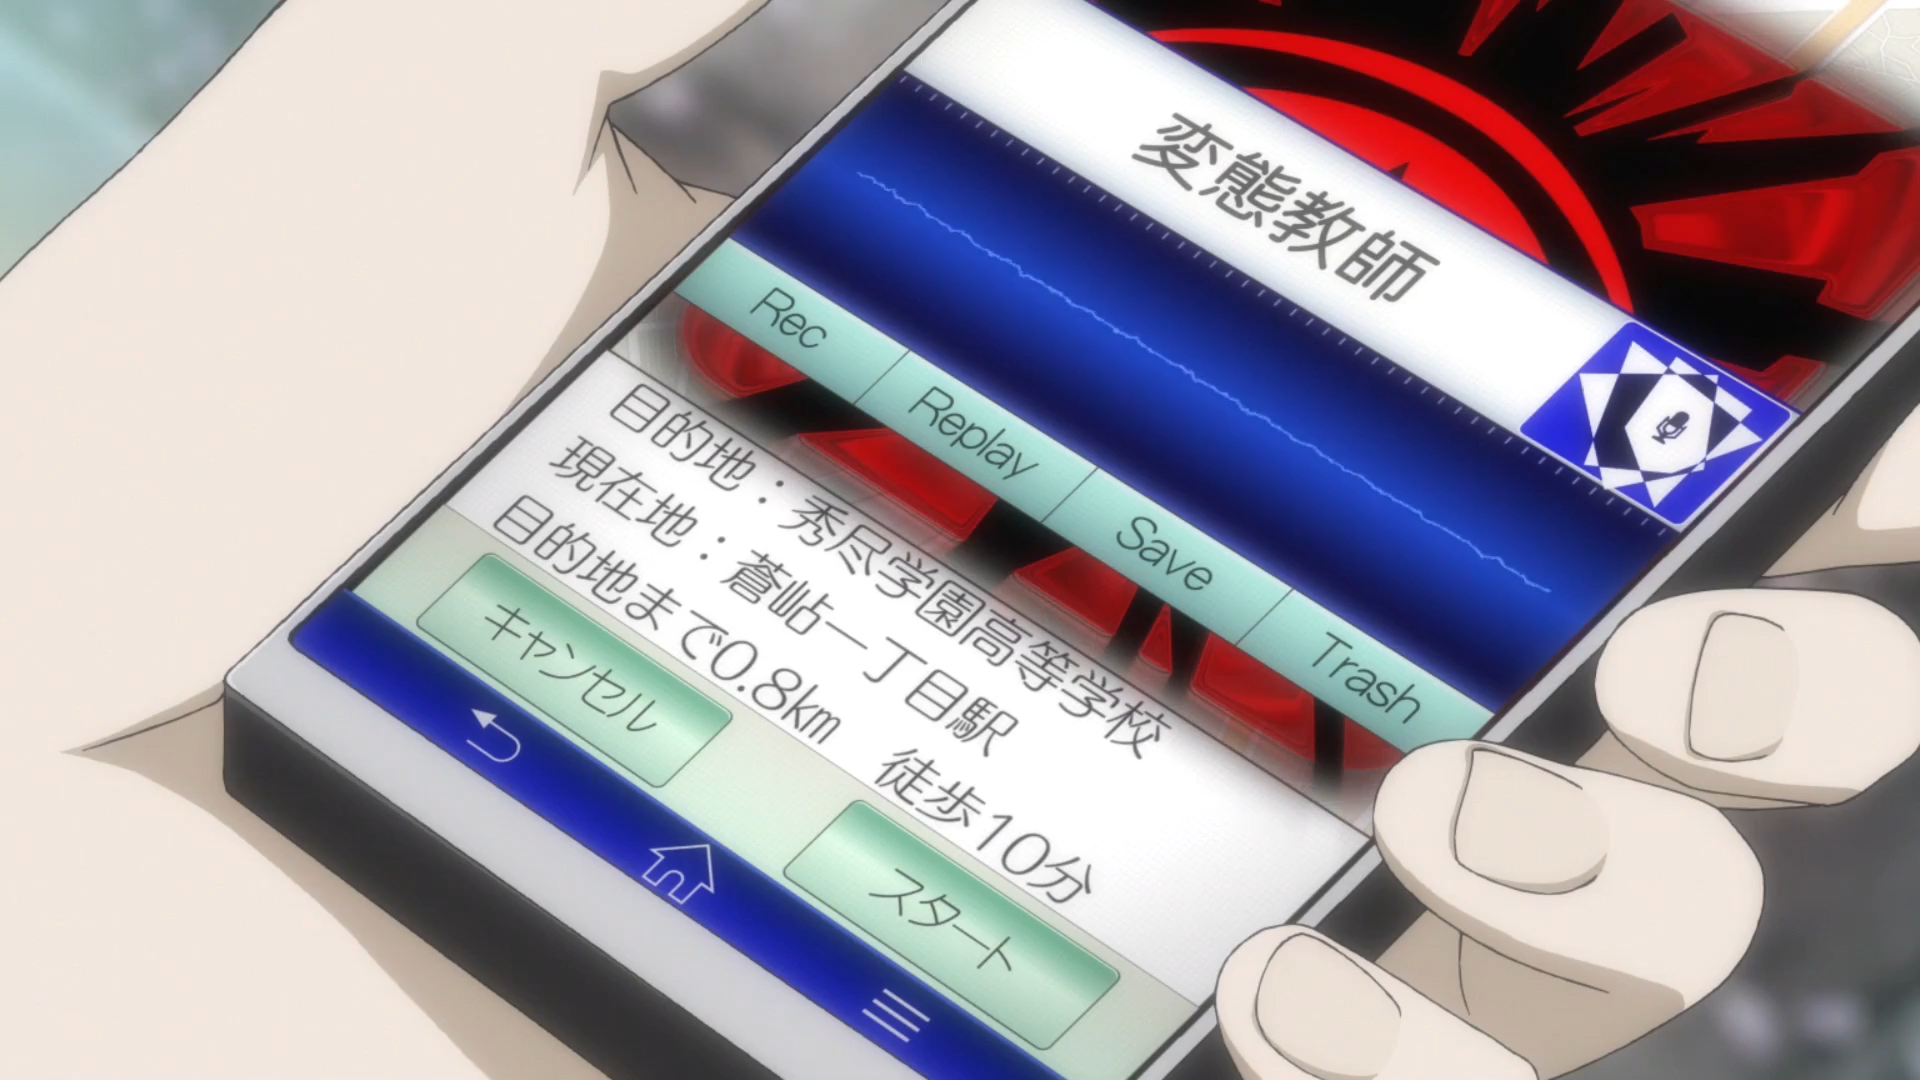 変態教師
Rec
Replay
Save
Trash
目的地：秀尽学園高等学校
現在地：蒼岾一丁目駅
目的地まで0.8km　徒歩10分
キャンセル
スタート